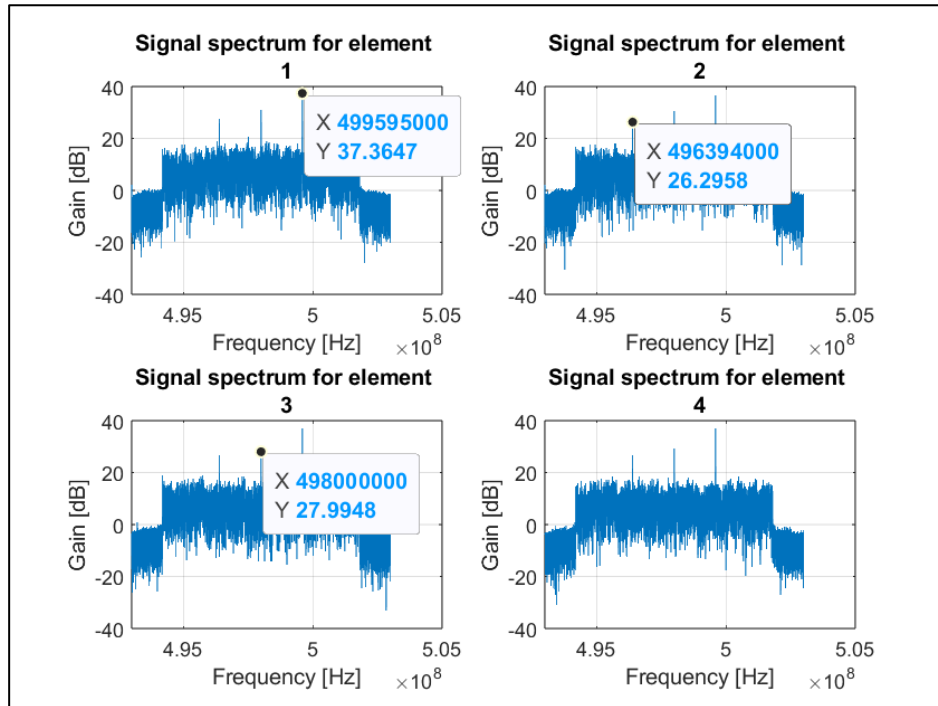 Signal spectrum for element
1
40
20
0
-20
-40
Gain [dB]
X 499595000
Y 37.3647
4.95
5
5.05
Frequency [Hz]
×10^8
Signal spectrum for element
2
40
20
0
-20
-40
Gain [dB]
X 496394000
Y 26.2958
4.95
5
5.05
Frequency [Hz]
×10^8
Signal spectrum for element
3
40
20
0
-20
-40
Gain [dB]
X 498000000
Y 27.9948
4.95
5
5.05
Frequency [Hz]
×10^8
Signal spectrum for element
4
40
20
0
-20
-40
Gain [dB]
4.95
5
5.05
Frequency [Hz]
×10^8